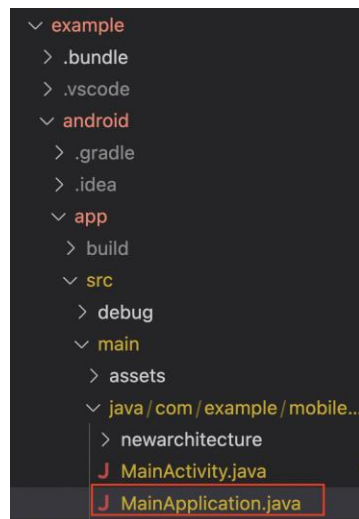 example
.bundle
.vscode
android
.gradle
.idea
app
build
src
debug
main
assets
java/com/example/mobile...
newarchitecture
J MainActivity.java
J MainApplication.java